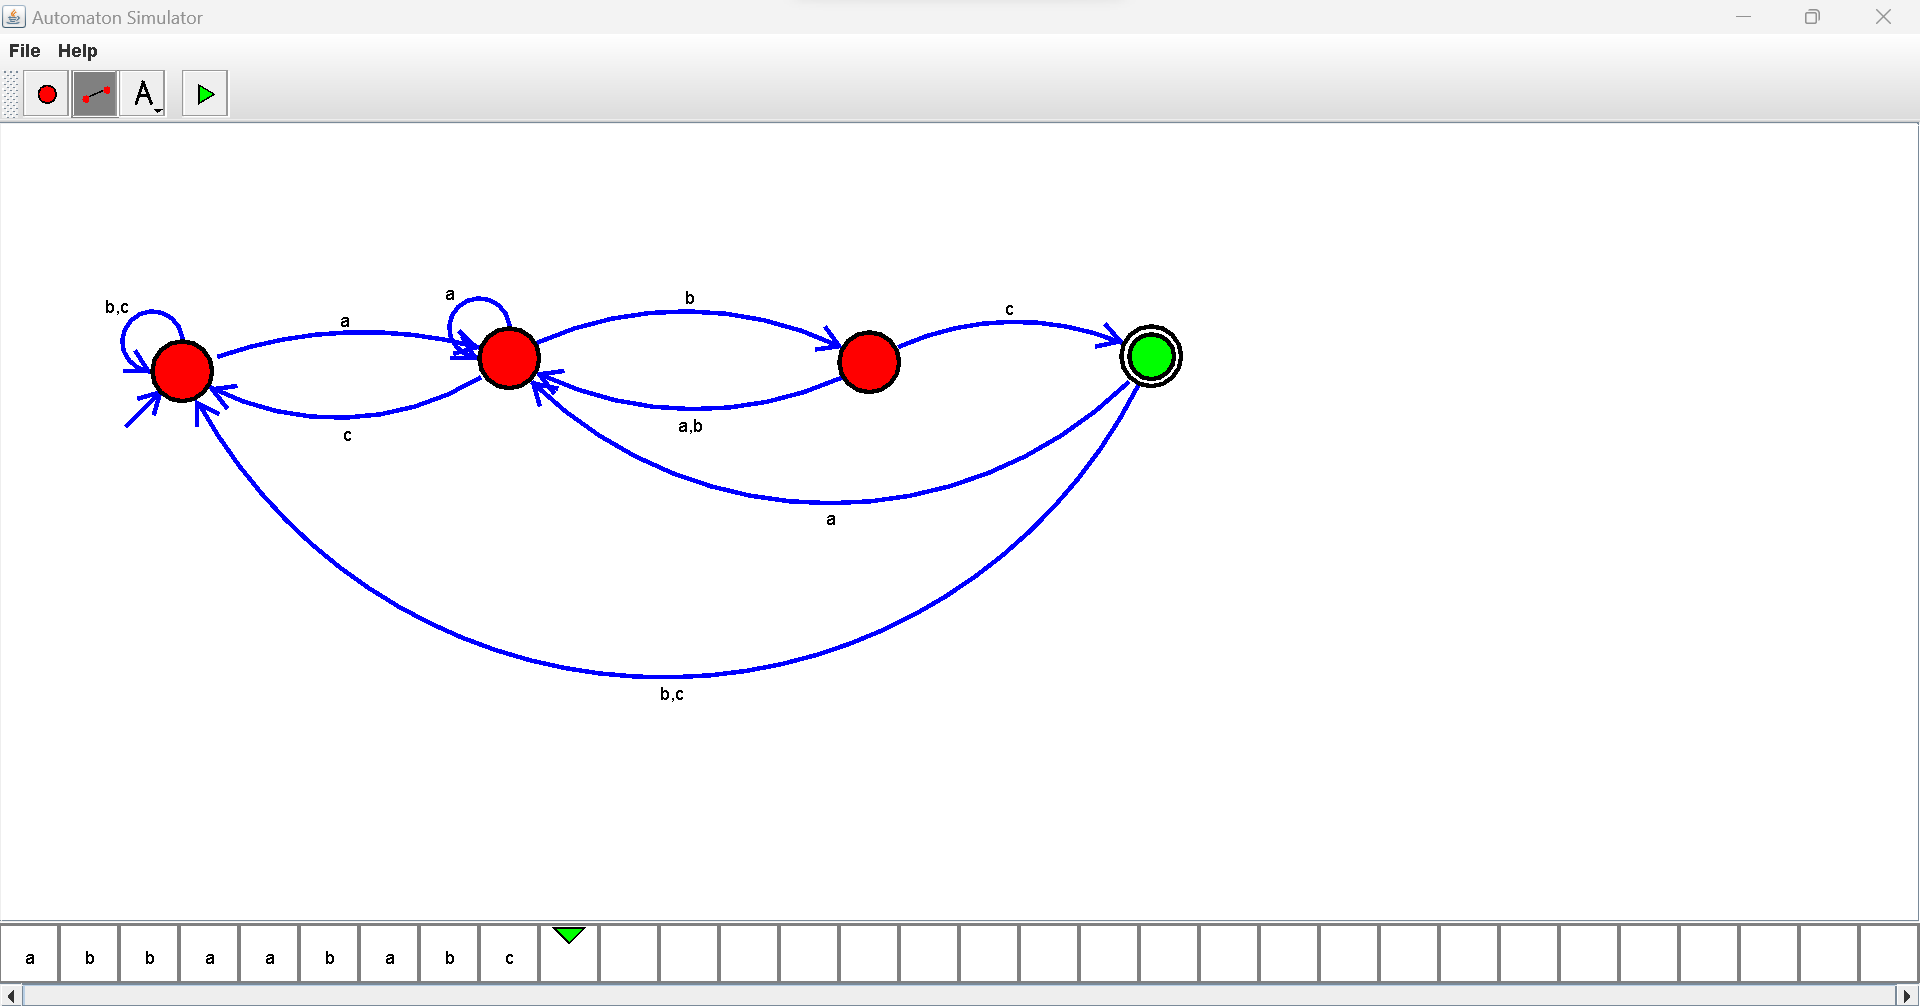 Automaton Simulator
File Help
A
b,c
a
a
b
c
c
a,b
a
b,c
a b b a a b a b c